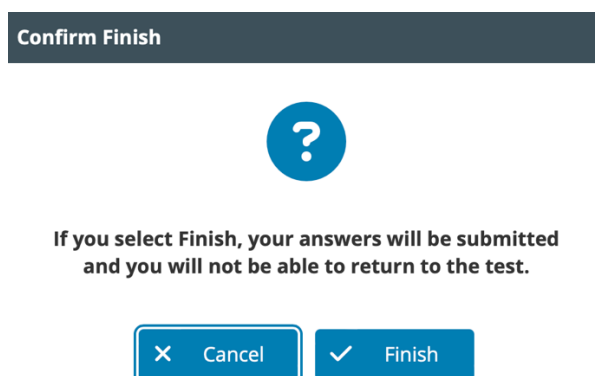 Confirm Finish
If you select Finish, your answers will be submitted
and you will not be able to return to the test.
Cancel
Finish